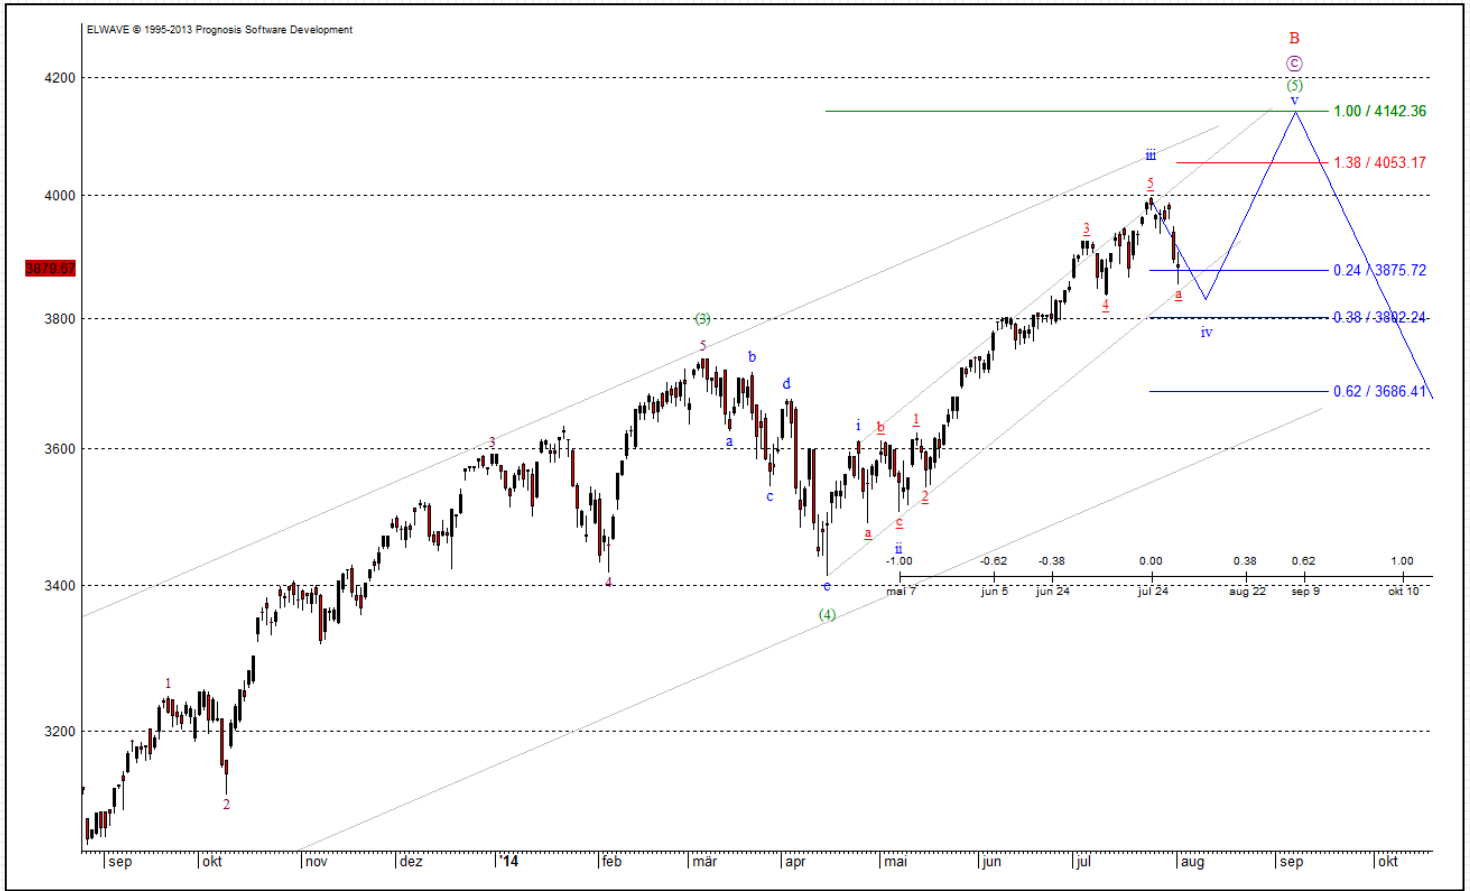 ELWAVE © 1995-2013 Prognosis Software Development
B
©
(5)
v
4200
1.00 / 4142.36
iii
1.38 / 4053.17
5
4000
3
3879.67
0.24 / 3875.72
a
4
(3)
3800
0.38 / 3802.24
iv
5
b
d
0.62 / 3686.41
i
b
1
3
a
3600
c
2
a
c
ii
-1.00 -0.62 -0.38 0.00 0.38 0.62 1.00
4
3400
e
mai 7 jun 5 jun 24 jul 24 aug 22 sep 9 okt 10
(4)
1
3200
2
sep okt nov dez '14 feb mär apr mai jun jul aug sep okt